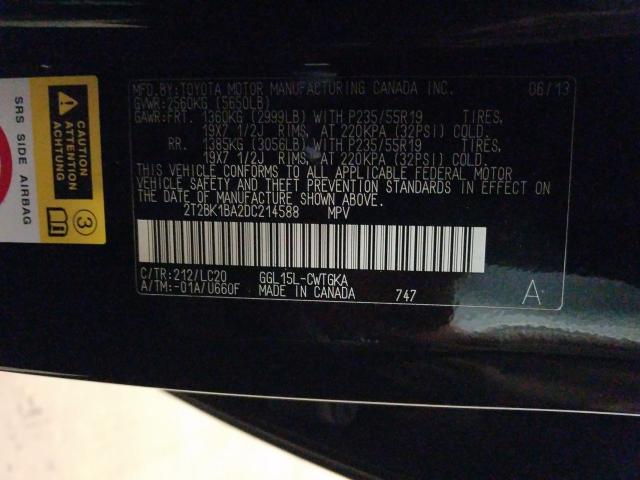 MFD.BY:TOYOTA MOTOR MANUFACTURING CANADA INC. 06/13
GVWR:2560KG (5650LB)
GAWR:FRT. 1360KG (2999LB) WITH P235/55R19 TIRES,
19X7 1/2J RIMS, AT 220KPA (32PSI) COLD.
RR. 1385KG (3056LB) WITH P235/55R19 TIRES,
19X7 1/2J RIMS, AT 220KPA (32PSI) COLD.
THIS VEHICLE CONFORMS TO ALL APPLICABLE FEDERAL MOTOR
VEHICLE SAFETY AND THEFT PREVENTION STANDARDS IN EFFECT ON
THE DATE OF MANUFACTURE SHOWN ABOVE.
2T2BK1BA2DC214588 MPV
C/TR:212/LC20 GGL15L-CWTGKA
A/TM:-01A/U660F MADE IN CANADA 747 A
SRS SIDE AIRBAG
CAUTION
ATTENTION
ACHTUNG
3